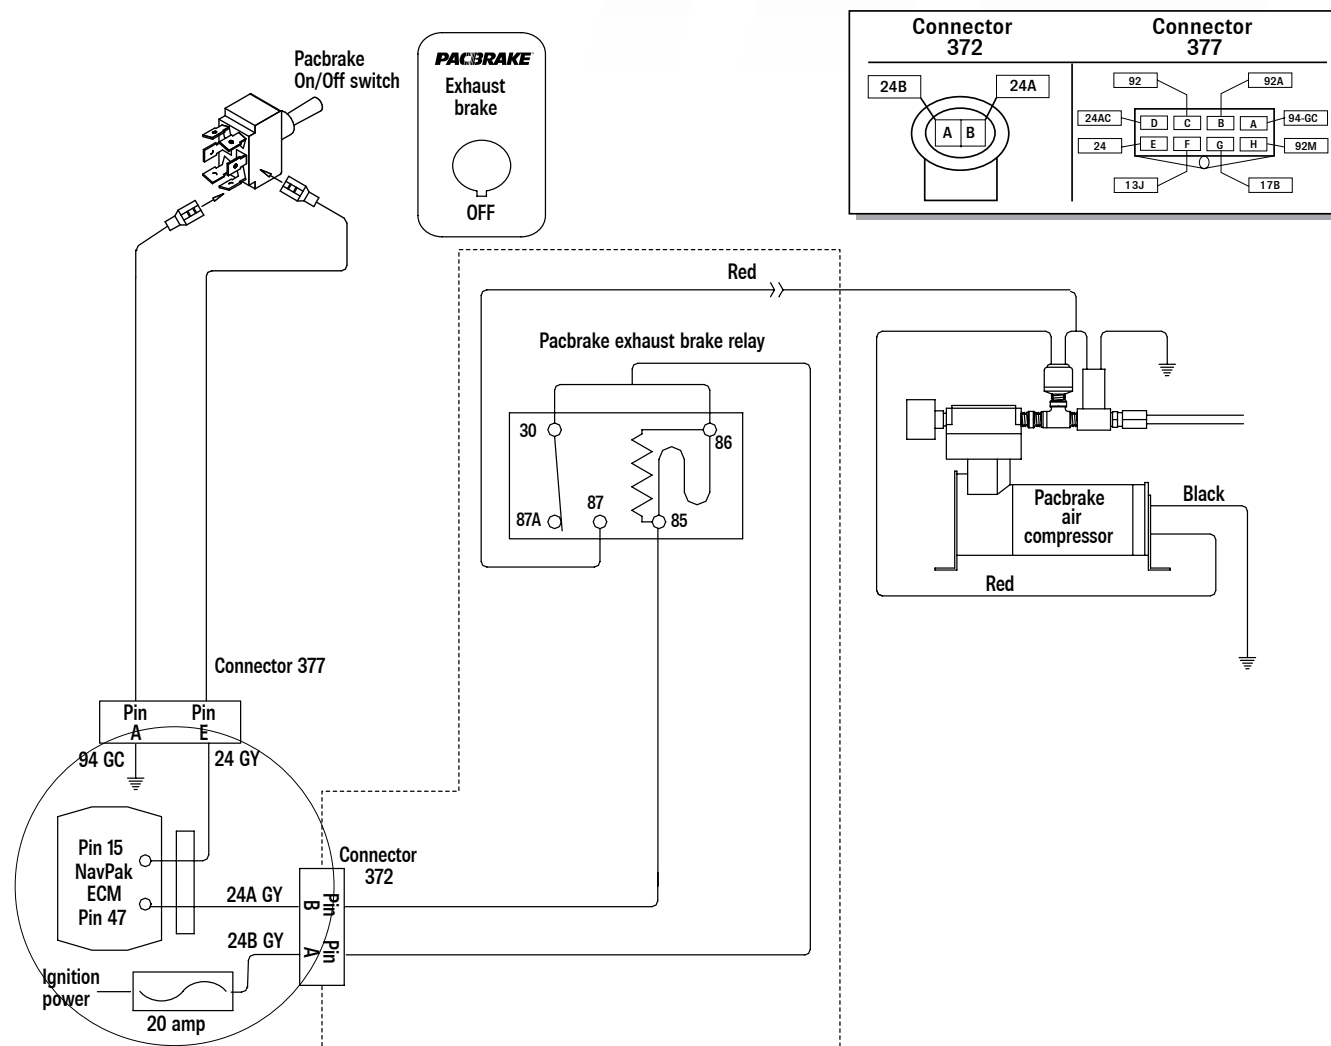 Pacbrake
On/Off switch
PACBRAKE
Exhaust
brake
OFF
Connector
372
Connector
377
24B
24A
A B
92
92A
24AC
D
C
B
A
94-GC
24
E
F
G
H
92M
13J
17B
Red
Pacbrake exhaust brake relay
30
86
87A
87
85
Pacbrake
air
compressor
Black
Red
Connector 377
Pin
A
Pin
E
94 GC
24 GY
Pin 15
NavPak
ECM
Pin 47
Connector
372
24A GY
Pin
B
24B GY
Pin
A
Ignition
power
20 amp